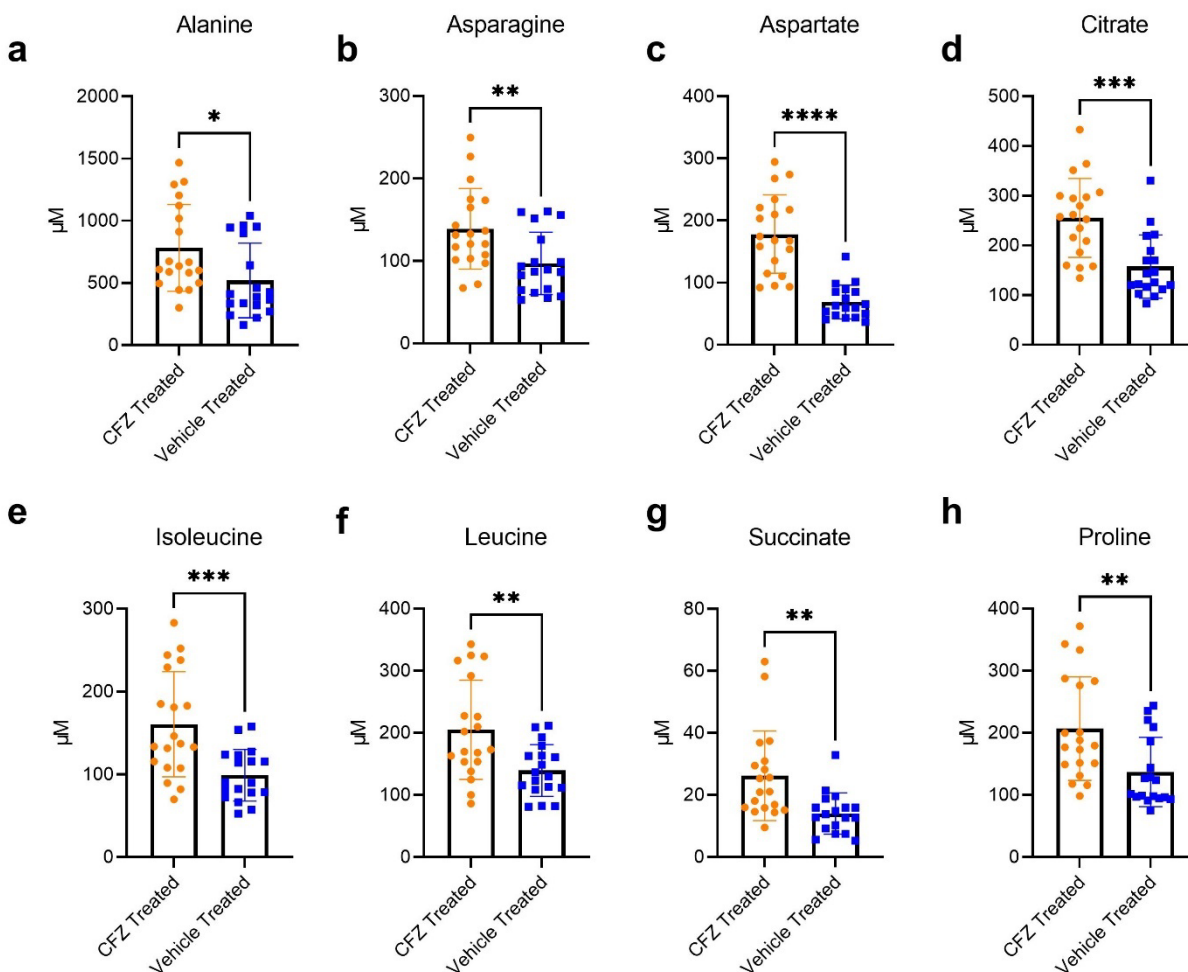 a
Alanine
*
2000
1500
1000
500
0
µM
CFZ Treated
Vehicle Treated
b
Asparagine
**
300
200
100
0
µM
CFZ Treated
Vehicle Treated
c
Aspartate
****
400
300
200
100
0
µM
CFZ Treated
Vehicle Treated
d
Citrate
***
500
400
300
200
100
0
µM
CFZ Treated
Vehicle Treated
e
Isoleucine
***
300
200
100
0
µM
CFZ Treated
Vehicle Treated
f
Leucine
**
400
300
200
100
0
µM
CFZ Treated
Vehicle Treated
g
Succinate
**
80
60
40
20
0
µM
CFZ Treated
Vehicle Treated
h
Proline
**
400
300
200
100
0
µM
CFZ Treated
Vehicle Treated